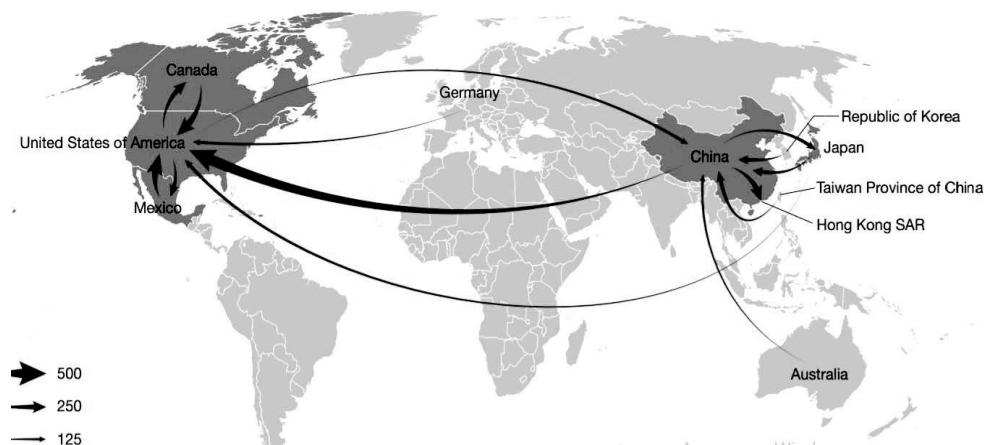 Canada
Germany
Republic of Korea
United States of America
China
Japan
Taiwan Province of China
Mexico
Hong Kong SAR
500
Australia
250
125